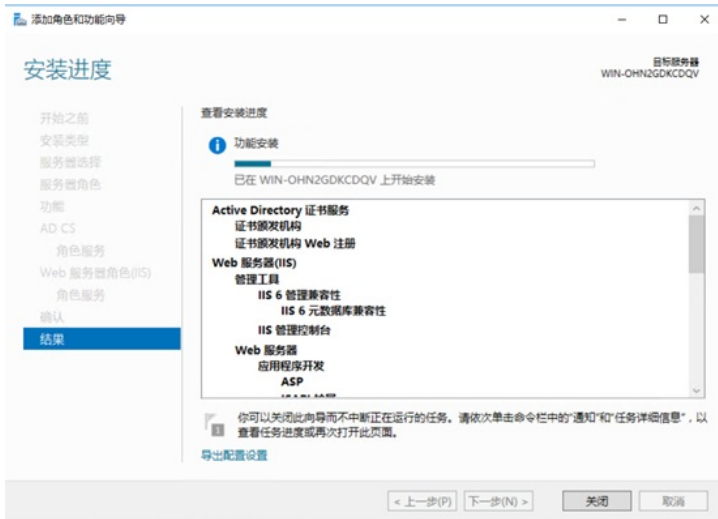 添加角色和功能向导
安装进度
目标服务器
WIN-OHN2GDKCDQV
开始之前
安装类型
服务器选择
服务器角色
功能
AD CS
角色服务
Web 服务器角色(IIS)
角色服务
确认
结果
查看安装进度
功能安装
已在 WIN-OHN2GDKCDQV 上开始安装
Active Directory 证书服务
证书颁发机构
证书颁发机构 Web 注册
Web 服务器(IIS)
管理工具
IIS 6 管理兼容性
IIS 6 元数据库兼容性
IIS 管理控制台
Web 服务器
应用程序开发
ASP
你可以关闭此向导而不中断正在运行的任务。请依次单击命令栏中的"通知"和"任务详细信息"，以
查看任务进度或再次打开此页面。
导出配置设置
< 上一步(P)
下一步(N) >
关闭
取消